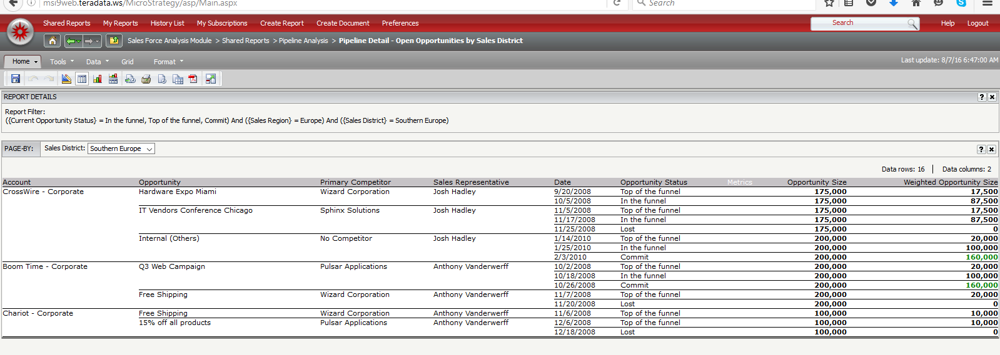 msi9web.teradata.ws/MicroStrategy/asp/Main.aspx
Search
Shared Reports My Reports History List My Subscriptions Create Report Create Document Preferences Search Help Logout
Sales Force Analysis Module > Shared Reports > Pipeline Analysis > Pipeline Detail - Open Opportunities by Sales District
Home Tools Data Grid Format Last update: 8/7/16 6:47:00 AM
REPORT DETAILS
Report Filter:
({Current Opportunity Status} = In the funnel, Top of the funnel, Commit) And ({Sales Region} = Europe) And ({Sales District} = Southern Europe)
PAGE-BY: Sales District: Southern Europe
Data rows: 16 | Data columns: 2
Account Opportunity Primary Competitor Sales Representative Date Opportunity Status Metrics Opportunity Size Weighted Opportunity Size
CrossWire - Corporate Hardware Expo Miami Wizard Corporation Josh Hadley 9/20/2008 Top of the funnel 175,000 17,500
10/5/2008 In the funnel 175,000 87,500
IT Vendors Conference Chicago Sphinx Solutions Josh Hadley 11/5/2008 Top of the funnel 175,000 17,500
11/17/2008 In the funnel 175,000 87,500
11/25/2008 Lost 175,000 0
Internal (Others) No Competitor Josh Hadley 1/14/2010 Top of the funnel 200,000 20,000
1/25/2010 In the funnel 200,000 100,000
2/3/2010 Commit 200,000 160,000
Boom Time - Corporate Q3 Web Campaign Pulsar Applications Anthony Vanderwerff 10/2/2008 Top of the funnel 200,000 20,000
10/18/2008 In the funnel 200,000 100,000
10/26/2008 Commit 200,000 160,000
Free Shipping Wizard Corporation Anthony Vanderwerff 11/7/2008 Top of the funnel 200,000 20,000
11/20/2008 Lost 200,000 0
Chariot - Corporate Free Shipping Wizard Corporation Anthony Vanderwerff 11/6/2008 Top of the funnel 100,000 10,000
15% off all products Pulsar Applications Anthony Vanderwerff 12/6/2008 Top of the funnel 100,000 10,000
12/18/2008 Lost 100,000 0